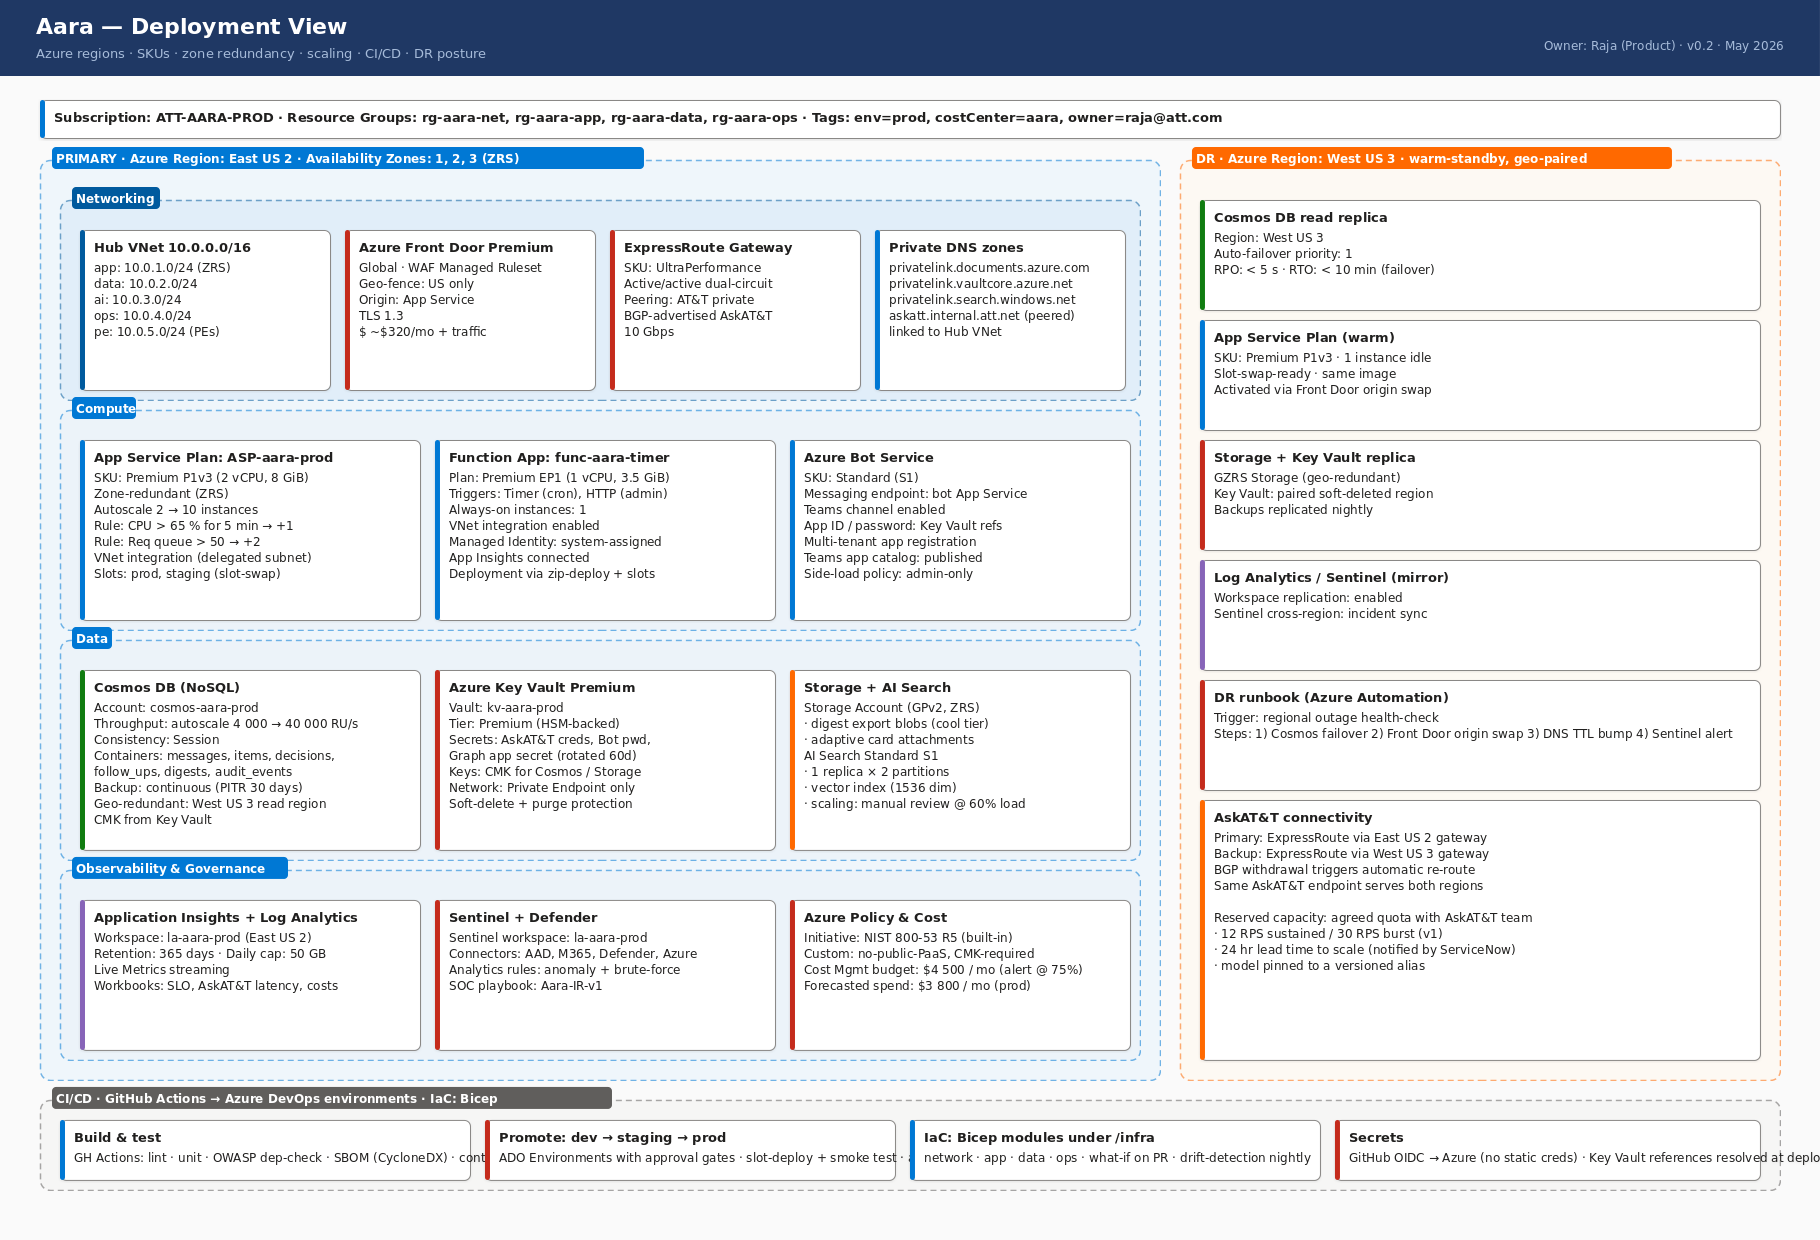 Aara — Deployment View
Azure regions · SKUs · zone redundancy · scaling · CI/CD · DR posture
Owner: Raja (Product) · v0.2 · May 2026
Subscription: ATT-AARA-PROD · Resource Groups: rg-aara-net, rg-aara-app, rg-aara-data, rg-aara-ops · Tags: env=prod, costCenter=aara, owner=raja@att.com
PRIMARY · Azure Region: East US 2 · Availability Zones: 1, 2, 3 (ZRS)
Networking
Hub VNet 10.0.0.0/16
app: 10.0.1.0/24 (ZRS)
data: 10.0.2.0/24
ai: 10.0.3.0/24
ops: 10.0.4.0/24
pe: 10.0.5.0/24 (PEs)
Azure Front Door Premium
Global · WAF Managed Ruleset
Geo-fence: US only
Origin: App Service
TLS 1.3
$ ~$320/mo + traffic
ExpressRoute Gateway
SKU: UltraPerformance
Active/active dual-circuit
Peering: AT&T private
BGP-advertised AskAT&T
10 Gbps
Private DNS zones
privatelink.documents.azure.com
privatelink.vaultcore.azure.net
privatelink.search.windows.net
askatt.internal.att.net (peered)
linked to Hub VNet
Compute
App Service Plan: ASP-aara-prod
SKU: Premium P1v3 (2 vCPU, 8 GiB)
Zone-redundant (ZRS)
Autoscale 2 → 10 instances
Rule: CPU > 65 % for 5 min → +1
Rule: Req queue > 50 → +2
VNet integration (delegated subnet)
Slots: prod, staging (slot-swap)
Function App: func-aara-timer
Plan: Premium EP1 (1 vCPU, 3.5 GiB)
Triggers: Timer (cron), HTTP (admin)
Always-on instances: 1
VNet integration enabled
Managed Identity: system-assigned
App Insights connected
Deployment via zip-deploy + slots
Azure Bot Service
SKU: Standard (S1)
Messaging endpoint: bot App Service
Teams channel enabled
App ID / password: Key Vault refs
Multi-tenant app registration
Teams app catalog: published
Side-load policy: admin-only
Data
Cosmos DB (NoSQL)
Account: cosmos-aara-prod
Throughput: autoscale 4 000 → 40 000 RU/s
Consistency: Session
Containers: messages, items, decisions,
follow_ups, digests, audit_events
Backup: continuous (PITR 30 days)
Geo-redundant: West US 3 read region
CMK from Key Vault
Azure Key Vault Premium
Vault: kv-aara-prod
Tier: Premium (HSM-backed)
Secrets: AskAT&T creds, Bot pwd,
Graph app secret (rotated 60d)
Keys: CMK for Cosmos / Storage
Network: Private Endpoint only
Soft-delete + purge protection
Storage + AI Search
Storage Account (GPv2, ZRS)
· digest export blobs (cool tier)
· adaptive card attachments
AI Search Standard S1
· 1 replica × 2 partitions
· vector index (1536 dim)
· scaling: manual review @ 60% load
Observability & Governance
Application Insights + Log Analytics
Workspace: la-aara-prod (East US 2)
Retention: 365 days · Daily cap: 50 GB
Live Metrics streaming
Workbooks: SLO, AskAT&T latency, costs
Sentinel + Defender
Sentinel workspace: la-aara-prod
Connectors: AAD, M365, Defender, Azure
Analytics rules: anomaly + brute-force
SOC playbook: Aara-IR-v1
Azure Policy & Cost
Initiative: NIST 800-53 R5 (built-in)
Custom: no-public-PaaS, CMK-required
Cost Mgmt budget: $4 500 / mo (alert @ 75%)
Forecasted spend: $3 800 / mo (prod)
DR · Azure Region: West US 3 · warm-standby, geo-paired
Cosmos DB read replica
Region: West US 3
Auto-failover priority: 1
RPO: < 5 s · RTO: < 10 min (failover)
App Service Plan (warm)
SKU: Premium P1v3 · 1 instance idle
Slot-swap-ready · same image
Activated via Front Door origin swap
Storage + Key Vault replica
GZRS Storage (geo-redundant)
Key Vault: paired soft-deleted region
Backups replicated nightly
Log Analytics / Sentinel (mirror)
Workspace replication: enabled
Sentinel cross-region: incident sync
DR runbook (Azure Automation)
Trigger: regional outage health-check
Steps: 1) Cosmos failover 2) Front Door origin swap 3) DNS TTL bump 4) Sentinel alert
AskAT&T connectivity
Primary: ExpressRoute via East US 2 gateway
Backup: ExpressRoute via West US 3 gateway
BGP withdrawal triggers automatic re-route
Same AskAT&T endpoint serves both regions
Reserved capacity: agreed quota with AskAT&T team
· 12 RPS sustained / 30 RPS burst (v1)
· 24 hr lead time to scale (notified by ServiceNow)
· model pinned to a versioned alias
CI/CD · GitHub Actions → Azure DevOps environments · IaC: Bicep
Build & test
GH Actions: lint · unit · OWASP dep-check · SBOM (CycloneDX) · cont
Promote: dev → staging → prod
ADO Environments with approval gates · slot-deploy + smoke test ·
IaC: Bicep modules under /infra
network · app · data · ops · what-if on PR · drift-detection nightly
Secrets
GitHub OIDC → Azure (no static creds) · Key Vault references resolved at deplo